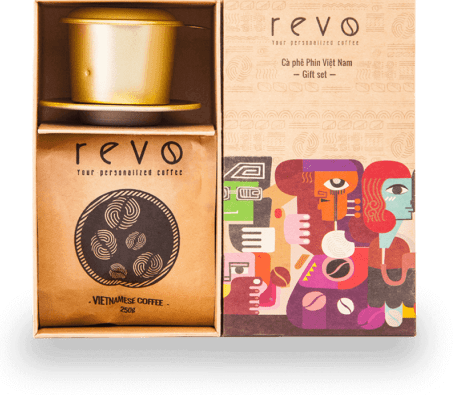 revo
Your personalized coffee
- VIETNAMESE COFFEE -
250g
revo
Your personalized coffee
Cà phê Phin Việt Nam
– Gift set –